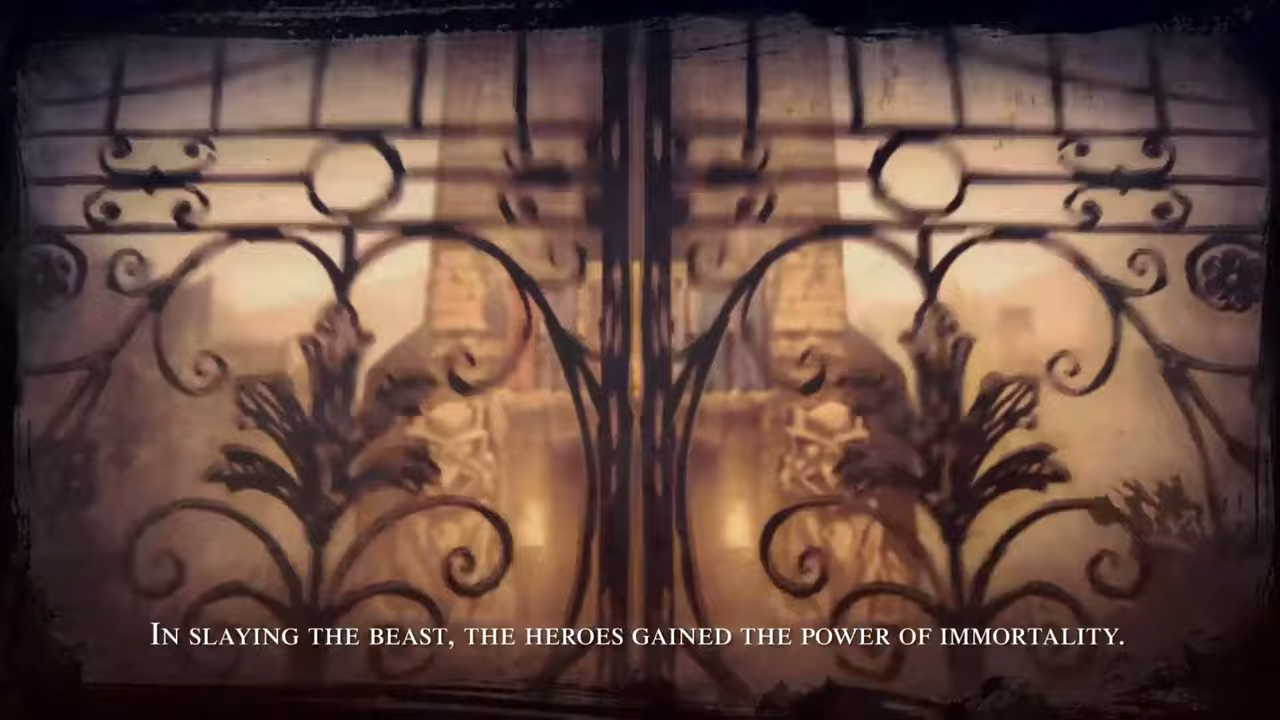 In slaying the beast, the heroes gained the power of immortality.